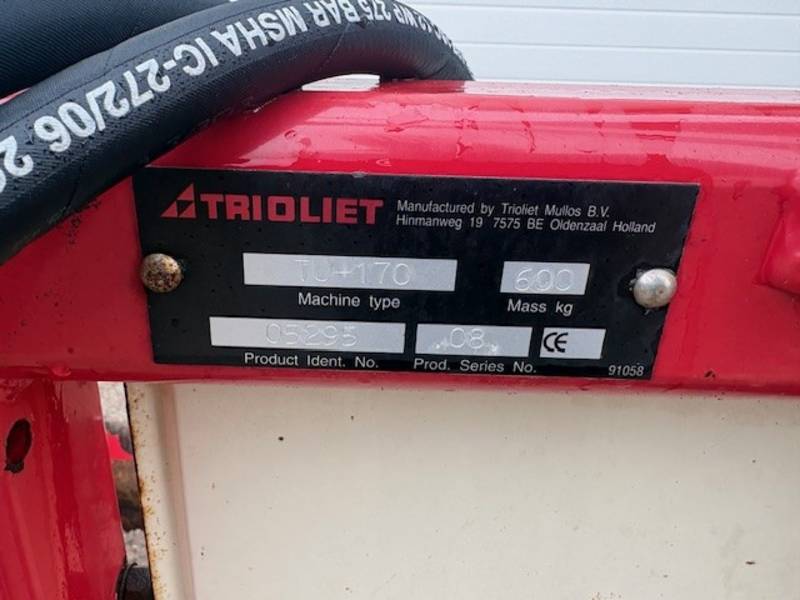 MP 275 BAR MSHA IC-272/06
TRIOLIET
Manufactured by Trioliet Mullos B.V.
Hinmanweg 19 7575 BE Oldenzaal Holland
TU-170
600
Machine type
Mass kg
05295
08
CE
Product Ident. No.
Prod. Series No.
91058